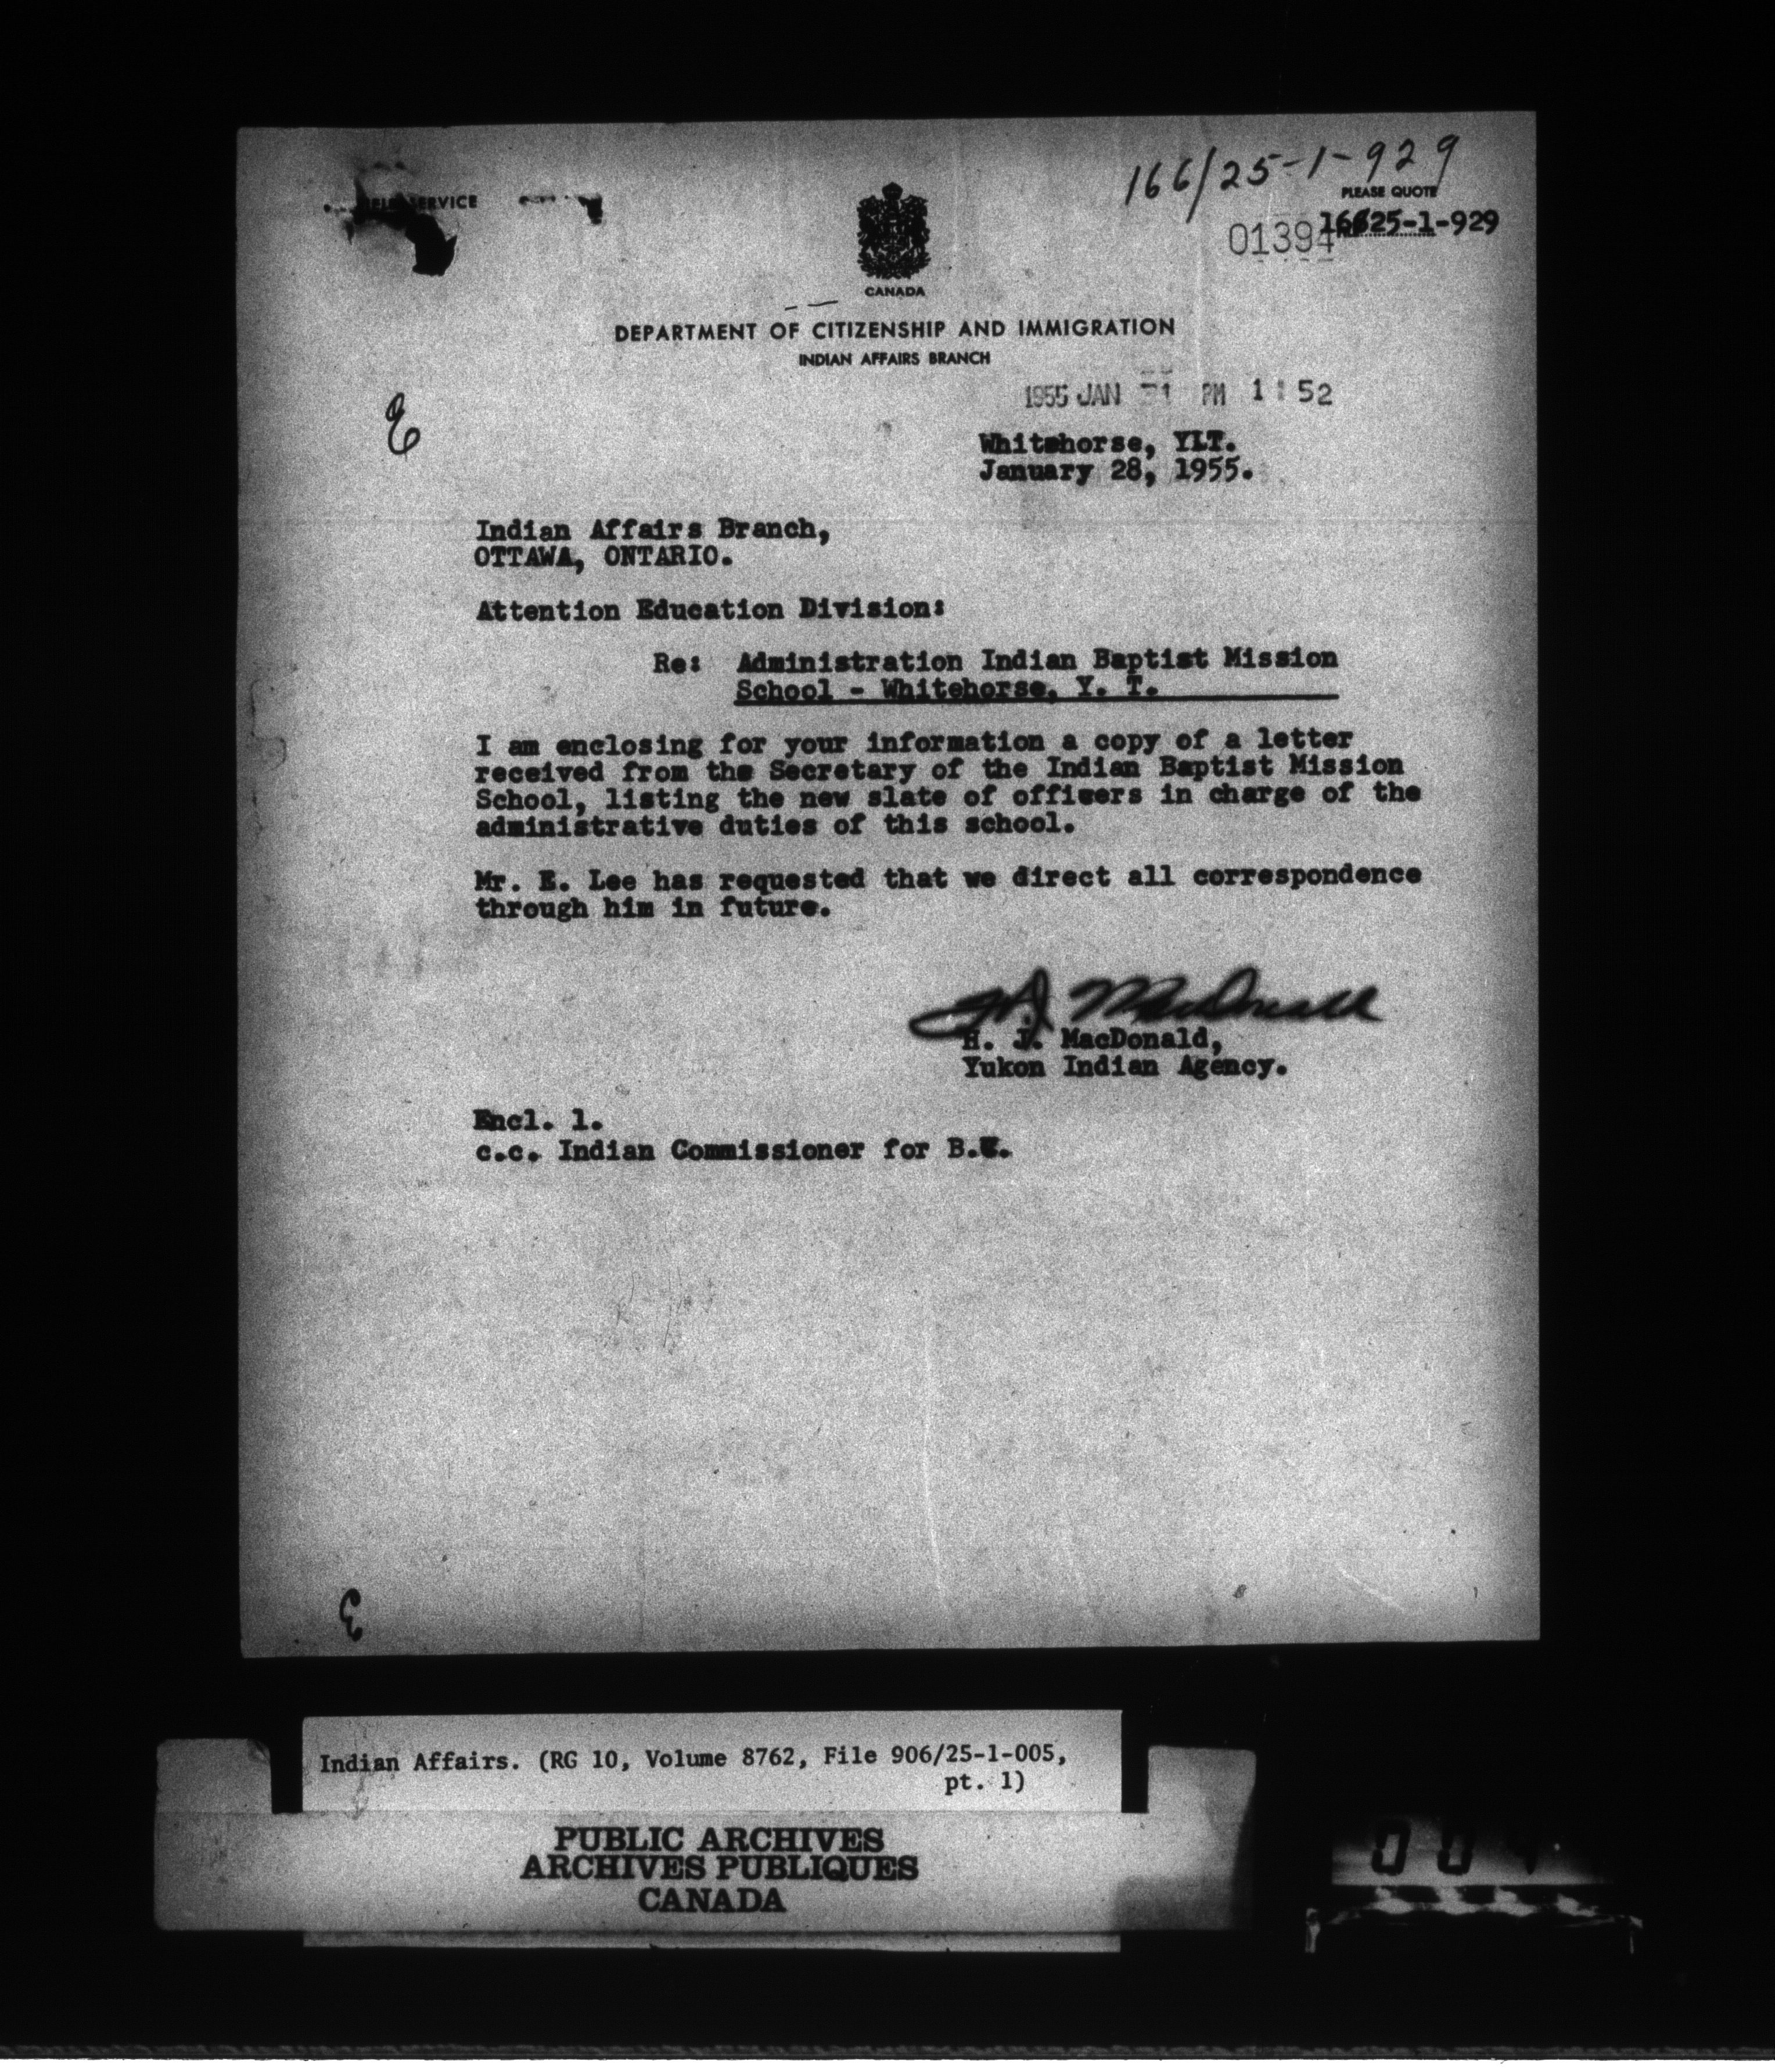 166/25-1-929
SERVICE
PLEASE QUOTE
16625-1-929
01394
CANADA
DEPARTMENT OF CITIZENSHIP AND IMMIGRATION
INDIAN AFFAIRS BRANCH
1955 JAN 31 PM 1:52
Whitehorse, Y.T.
January 28, 1955.
Indian Affairs Branch,
OTTAWA, ONTARIO.
Attention Education Division:
Re: Administration Indian Baptist Mission
School - Whitehorse, Y. T.
I am enclosing for your information a copy of a letter
received from the Secretary of the Indian Baptist Mission
School, listing the new slate of officers in charge of the
administrative duties of this school.
Mr. E. Lee has requested that we direct all correspondence
through him in future.
H. J. MacDonald
H. J. MacDonald,
Yukon Indian Agency.
Encl. 1.
c.c. Indian Commissioner for B.C.
Indian Affairs. (RG 10, Volume 8762, File 906/25-1-005,
pt. 1)
PUBLIC ARCHIVES
ARCHIVES PUBLIQUES
CANADA